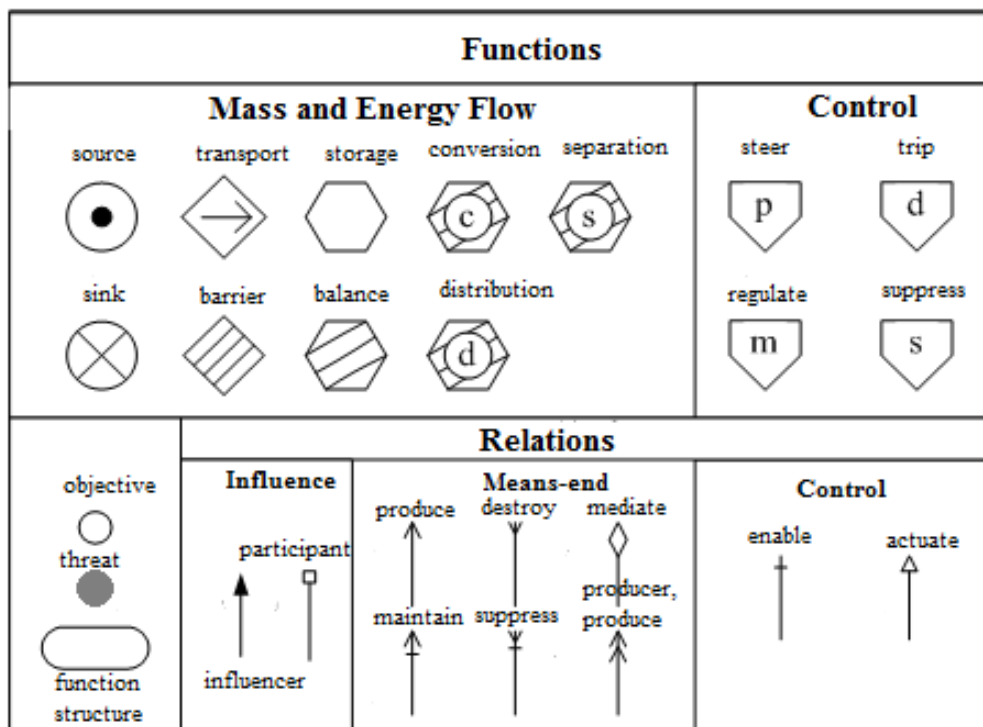 Functions
Mass and Energy Flow
Control
source transport storage conversion separation
steer trip
c s
p d
sink barrier balance distribution
regulate suppress
d
m s
Relations
objective
threat
function
structure
Influence
participant
influencer
Means-end
produce destroy mediate
maintain suppress producer,
produce
Control
enable actuate